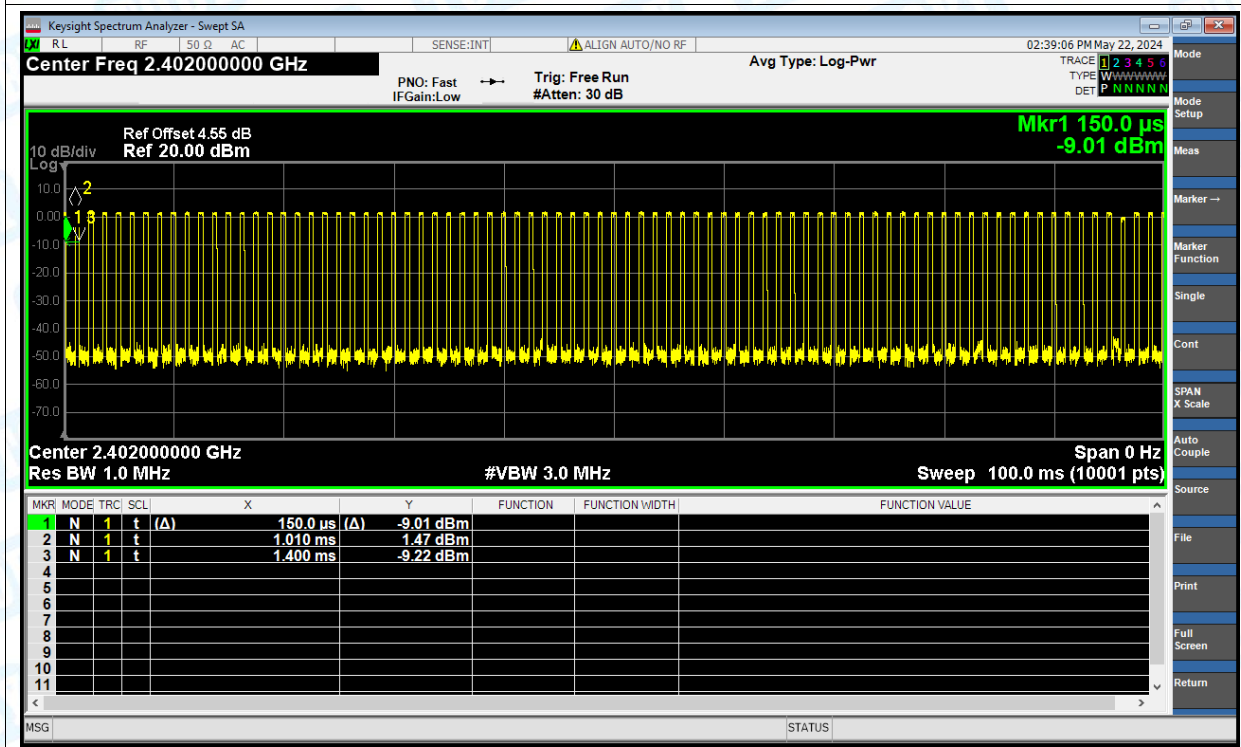 Keysight Spectrum Analyzer - Swept SA
LXI RL RF 50 Ω AC SENSE:INT ALIGN AUTO/NO RF 02:39:06 PM May 22, 2024
Center Freq 2.402000000 GHz
PNO: Fast
IFGain:Low
Trig: Free Run
#Atten: 30 dB
Avg Type: Log-Pwr
TRACE 1 2 3 4 5 6
TYPE WWWWWW
DET P N N N N N
Ref Offset 4.55 dB
10 dB/div Ref 20.00 dBm
Log
Mkr1 150.0 µs
-9.01 dBm
10.0
0.00
-10.0
-20.0
-30.0
-40.0
-50.0
-60.0
-70.0
2
1 3
Center 2.402000000 GHz Span 0 Hz
Res BW 1.0 MHz #VBW 3.0 MHz Sweep 100.0 ms (10001 pts)
MKR MODE TRC SCL X Y FUNCTION FUNCTION WIDTH FUNCTION VALUE
1 N 1 t (Δ) 150.0 µs (Δ) -9.01 dBm
2 N 1 t 1.010 ms 1.47 dBm
3 N 1 t 1.400 ms -9.22 dBm
4
5
6
7
8
9
10
11
MSG STATUS
Mode
Mode
Setup
Meas
Marker →
Marker
Function
Single
Cont
SPAN
X Scale
Auto
Couple
Source
File
Print
Full
Screen
Return